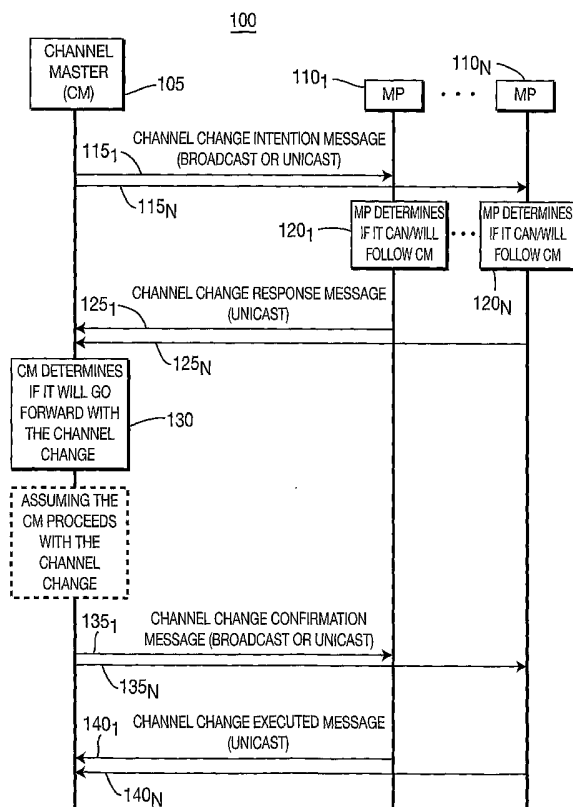 100
CHANNEL
MASTER
(CM)
105
110₁
MP
• • •
110N
MP
CHANNEL CHANGE INTENTION MESSAGE
(BROADCAST OR UNICAST)
115₁
115N
MP DETERMINES
IF IT CAN/WILL
FOLLOW CM
120₁
• • •
MP DETERMINES
IF IT CAN/WILL
FOLLOW CM
120N
CHANNEL CHANGE RESPONSE MESSAGE
(UNICAST)
125₁
125N
CM DETERMINES
IF IT WILL GO
FORWARD WITH
THE CHANNEL
CHANGE
130
ASSUMING THE
CM PROCEEDS
WITH THE
CHANNEL
CHANGE
CHANNEL CHANGE CONFIRMATION
MESSAGE (BROADCAST OR UNICAST)
135₁
135N
CHANNEL CHANGE EXECUTED MESSAGE
(UNICAST)
140₁
140N